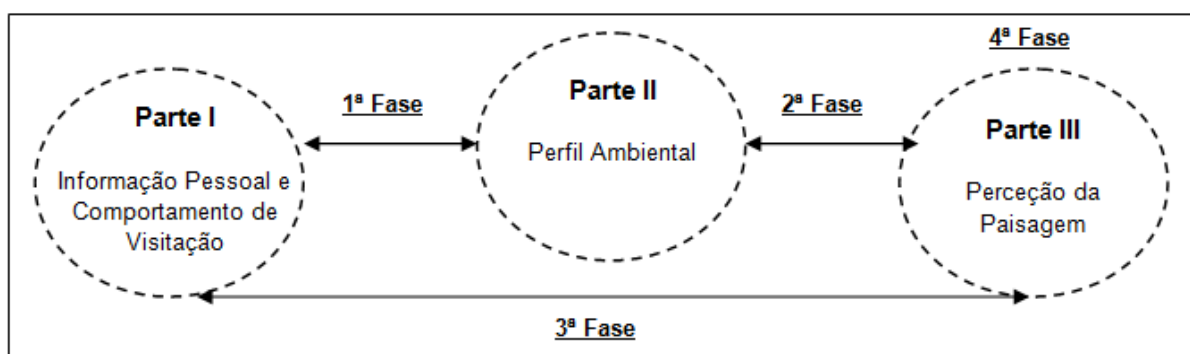 4ª Fase
Parte I
1ª Fase
Parte II
2ª Fase
Parte III
Informação Pessoal e
Comportamento de
Visitação
Perfil Ambiental
Perceção da
Paisagem
3ª Fase